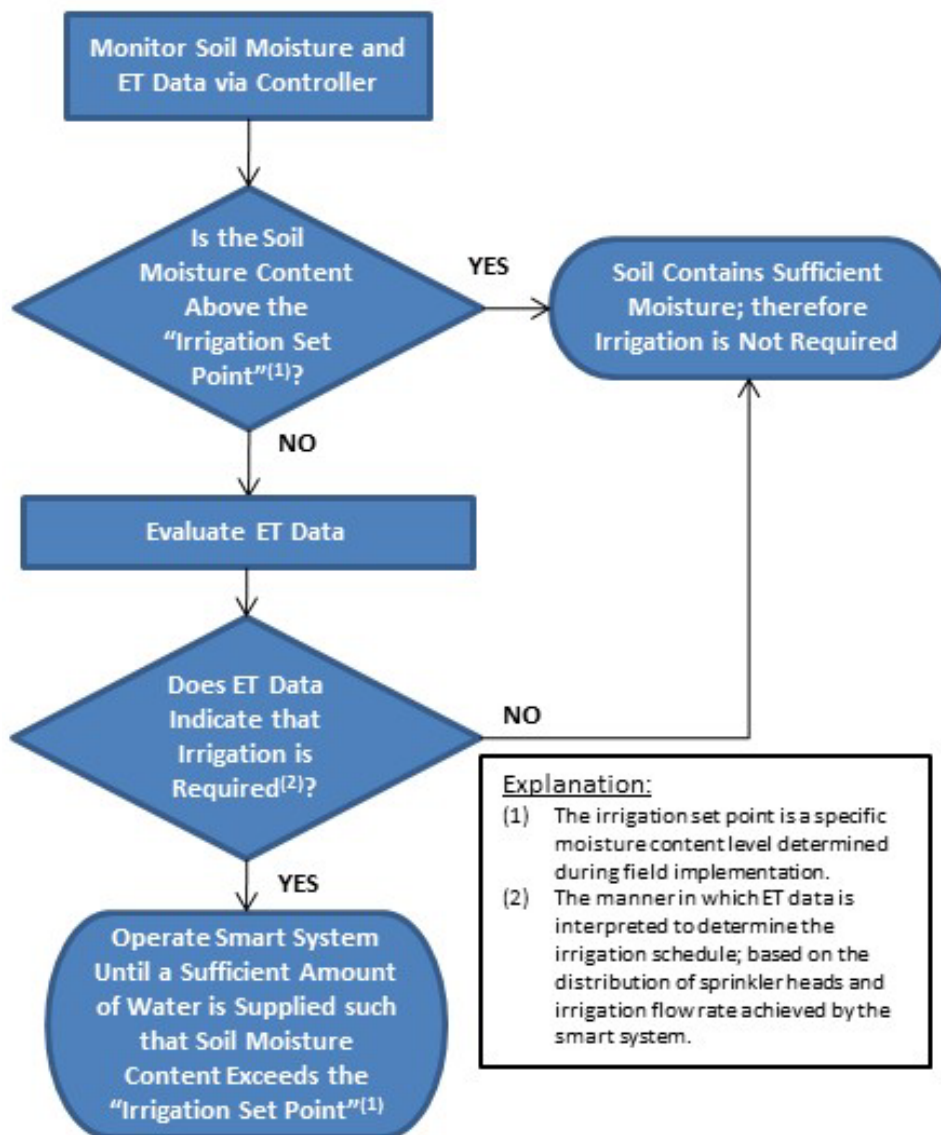 Monitor Soil Moisture and
ET Data via Controller
Is the Soil
Moisture Content
Above the
“Irrigation Set
Point”(1)?
YES
Soil Contains Sufficient
Moisture; therefore
Irrigation is Not Required
NO
Evaluate ET Data
Does ET Data
Indicate that
Irrigation is
Required(2)?
NO
YES
Operate Smart System
Until a Sufficient Amount
of Water is Supplied such
that Soil Moisture
Content Exceeds the
“Irrigation Set Point”(1)
Explanation:
(1) The irrigation set point is a specific
moisture content level determined
during field implementation.
(2) The manner in which ET data is
interpreted to determine the
irrigation schedule; based on the
distribution of sprinkler heads and
irrigation flow rate achieved by the
smart system.